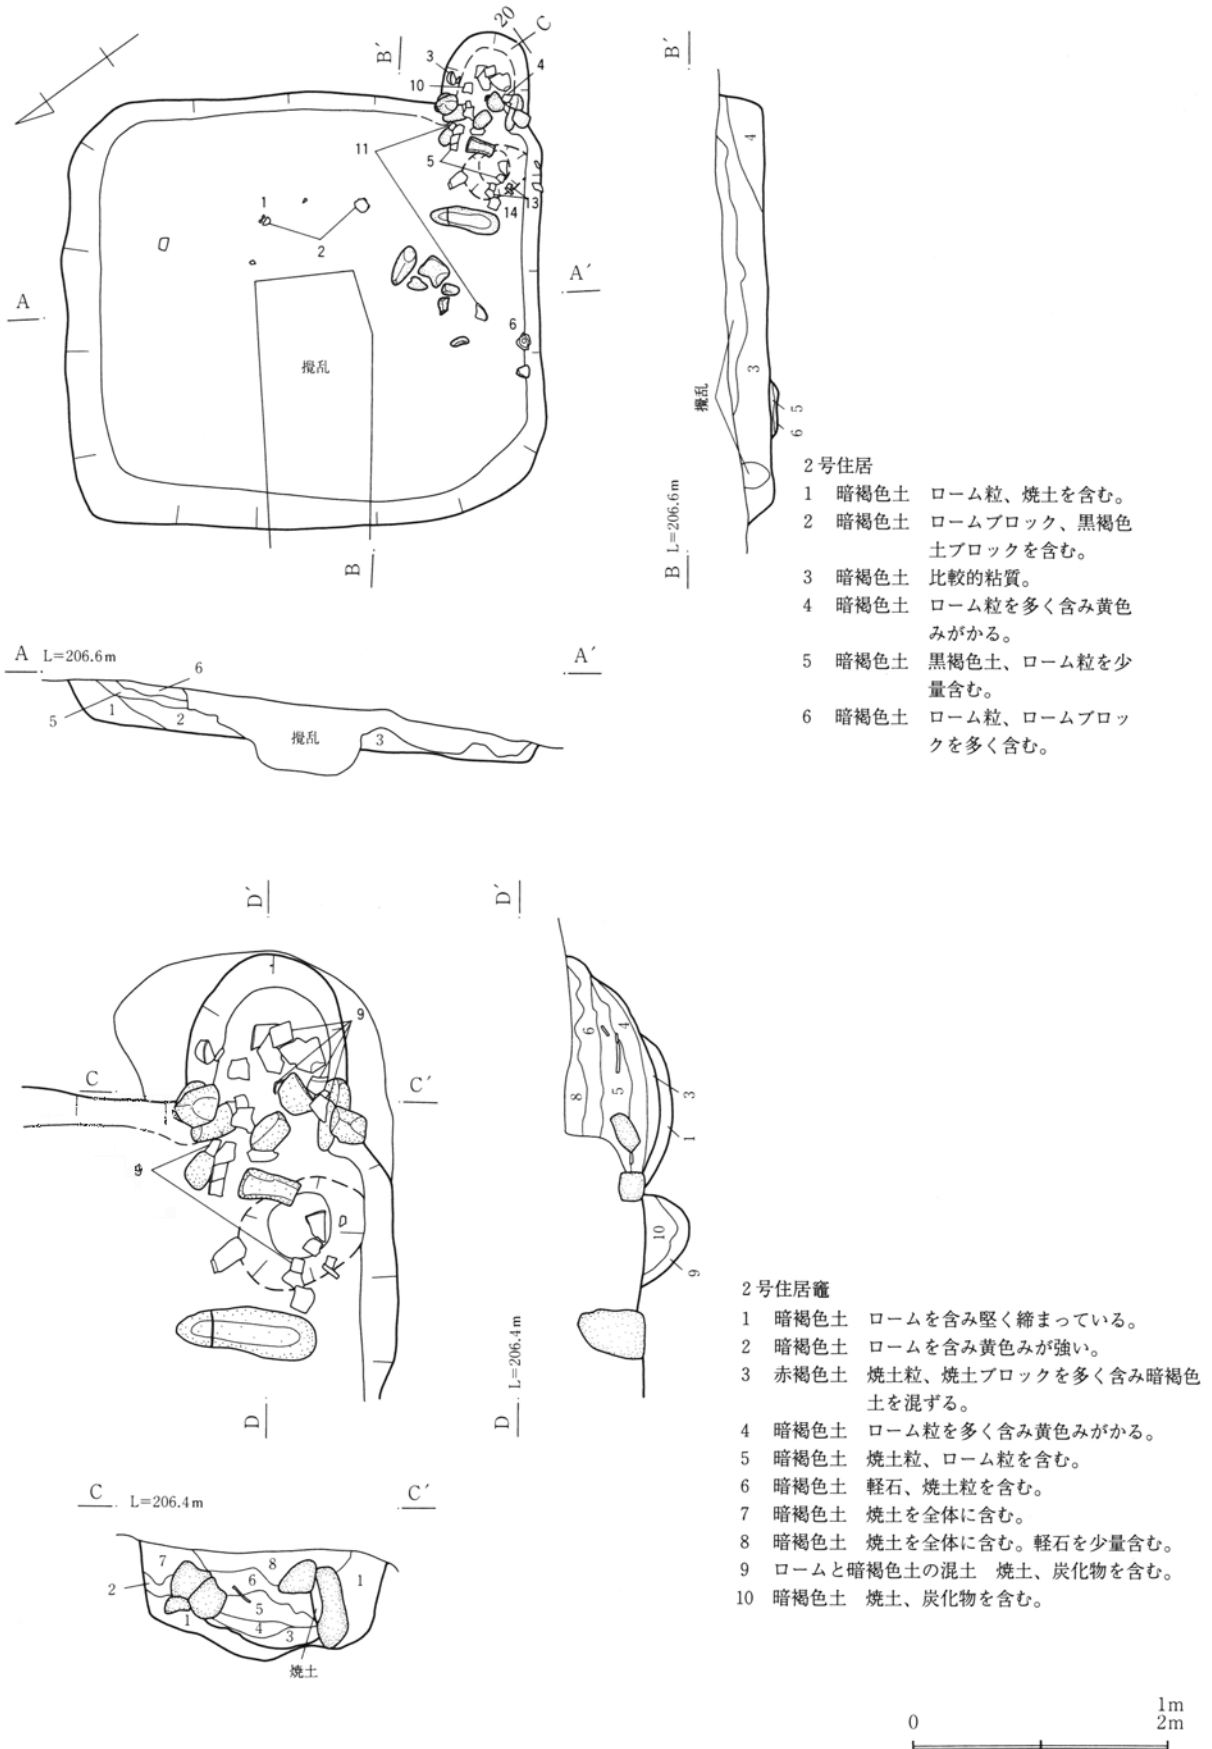 20
C
B´
B´
3
4
10
11
5
13
14
1
2
A
A´
6
攪乱
B
4
3
攪乱
5
6
B L=206.6m
2号住居
1 暗褐色土 ローム粒、焼土を含む。
2 暗褐色土 ロームブロック、黒褐色
土ブロックを含む。
3 暗褐色土 比較的粘質。
4 暗褐色土 ローム粒を多く含み黄色
みがかる。
5 暗褐色土 黒褐色土、ローム粒を少
量含む。
6 暗褐色土 ローム粒、ロームブロッ
クを多く含む。
A L=206.6m
A´
6
5 1 2
攪乱
3
D´
D´
9
C
C´
9
D
6 4
8 5
3
1
10
9
D L=206.4m
2号住居竈
1 暗褐色土 ロームを含み堅く締まっている。
2 暗褐色土 ロームを含み黄色みが強い。
3 赤褐色土 焼土粒、焼土ブロックを多く含み暗褐色
土を混ずる。
4 暗褐色土 ローム粒を多く含み黄色みがかる。
5 暗褐色土 焼土粒、ローム粒を含む。
6 暗褐色土 軽石、焼土粒を含む。
7 暗褐色土 焼土を全体に含む。
8 暗褐色土 焼土を全体に含む。軽石を少量含む。
9 ロームと暗褐色土の混土 焼土、炭化物を含む。
10 暗褐色土 焼土、炭化物を含む。
C L=206.4m
C´
7 8
6 1
2
5
1
4
3
焼土
1m
0 2m